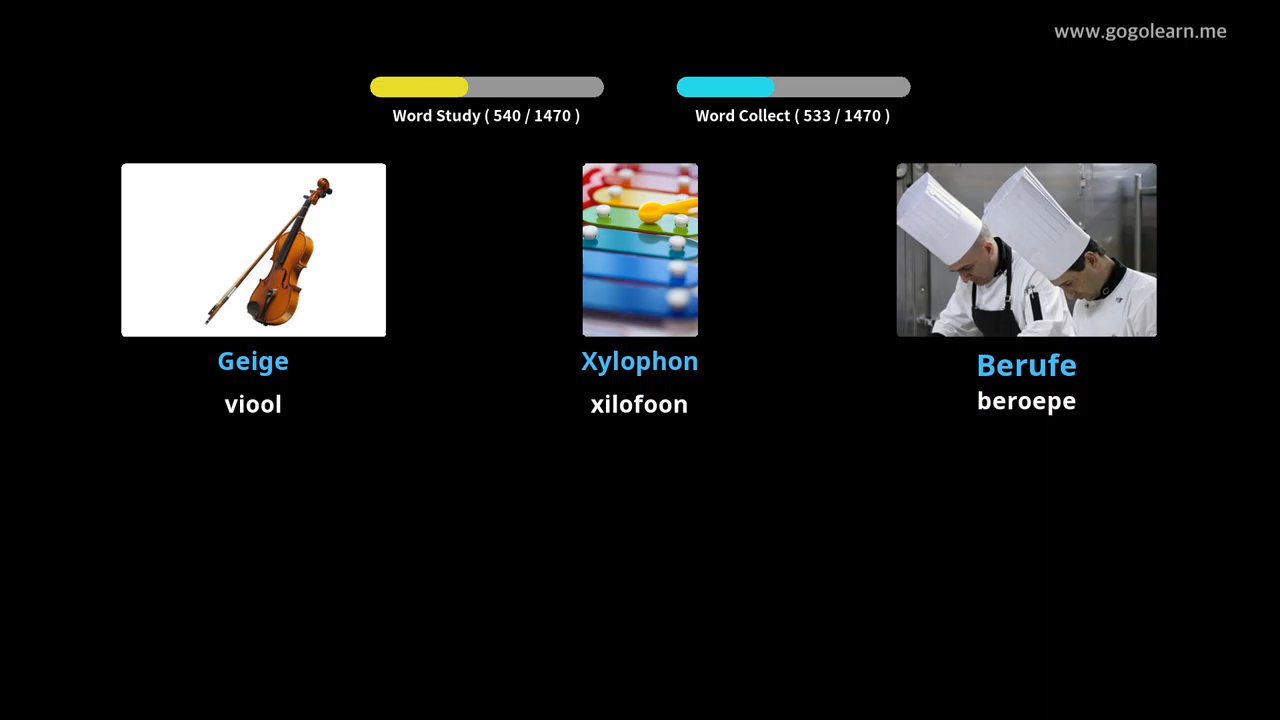 www.gogolearn.me
Word Study ( 540 / 1470 )
Word Collect ( 533 / 1470 )
Geige
viool
Xylophon
xilofoon
Berufe
beroepe